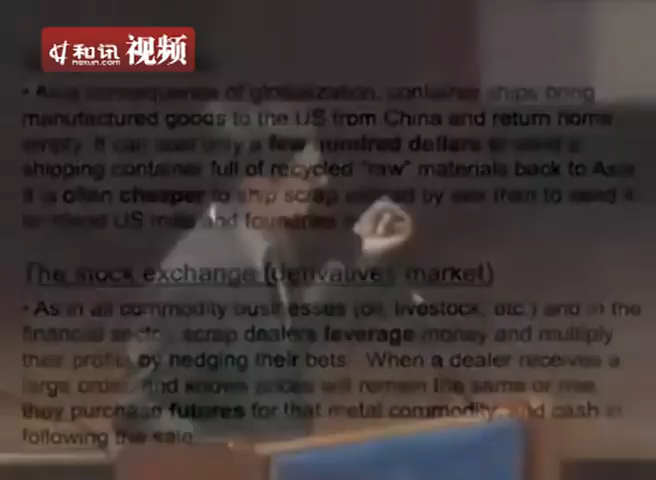 和讯 视频
hexun.com
• As a consequence of globalization, container ships bring
manufactured goods to the US from China and return home
empty. It can cost only a few hundred dollars to send a
shipping container full of recycled "raw" materials back to Asia.
It is often cheaper to ship scrap by sea than to send it
US mills and foundries
The stock exchange (derivatives market)
• As in all commodity businesses (oil, livestock, etc.) and in the
financial sector, scrap dealers leverage money and multiply
their profits by hedging their bets. When a dealer receives a
large order and knows prices will remain the same or rise,
they purchase futures for that metal commodity, and cash in
following the sale.